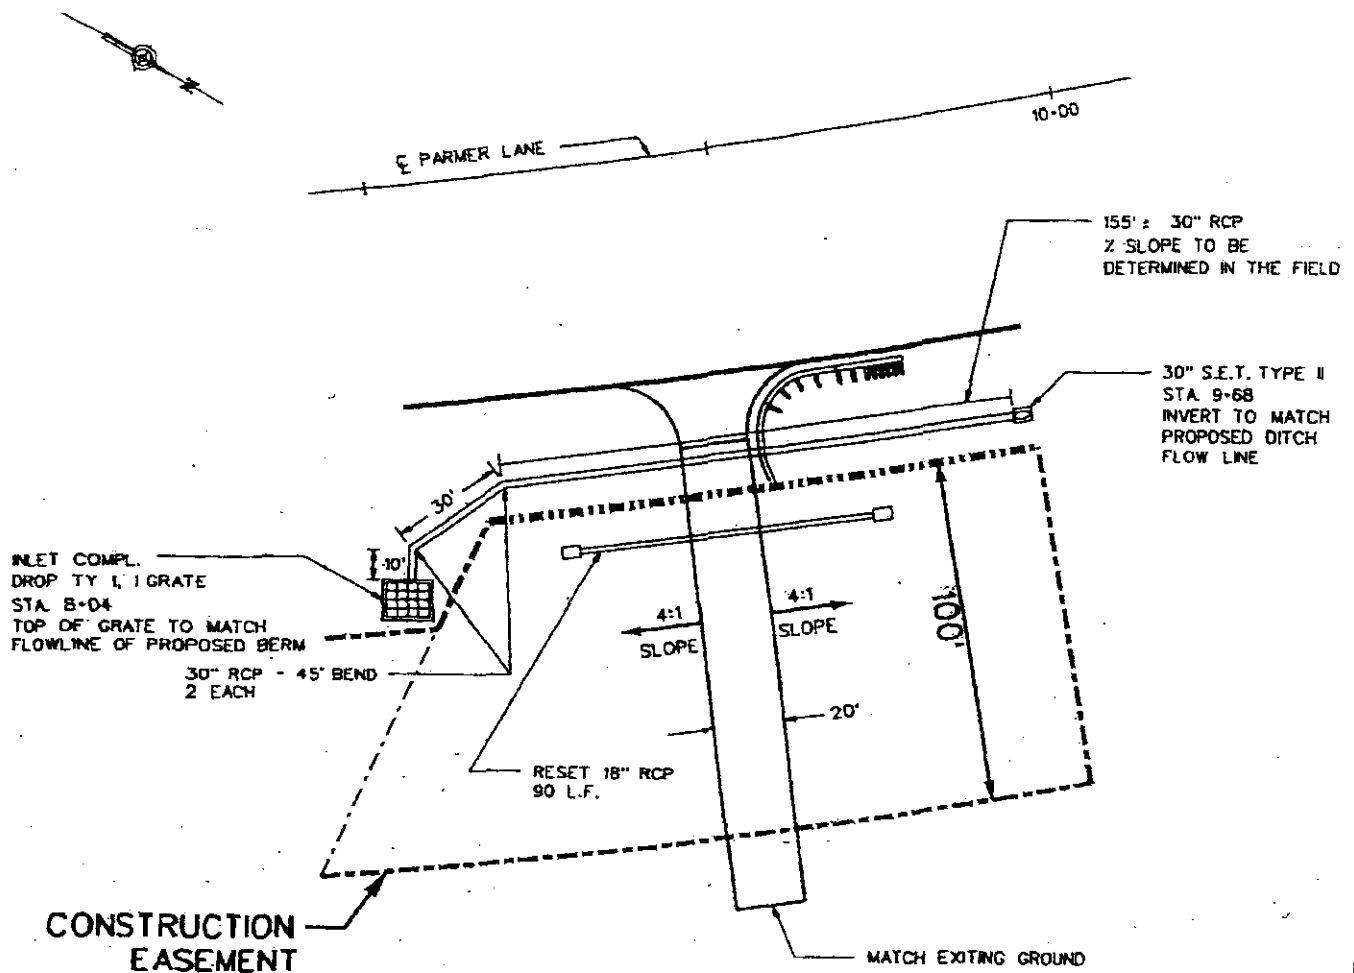 N
℄ PARMER LANE
10+00
155' ± 30" RCP
% SLOPE TO BE
DETERMINED IN THE FIELD
30" S.E.T. TYPE II
STA. 9+68
INVERT TO MATCH
PROPOSED DITCH
FLOW LINE
30'
10'
INLET COMPL.
DROP TY I, 1 GRATE
STA. 8+04
TOP OF GRATE TO MATCH
FLOWLINE OF PROPOSED BERM
30" RCP - 45° BEND
2 EACH
4:1
SLOPE
4:1
SLOPE
100'
20'
RESET 18" RCP
90 L.F.
CONSTRUCTION
EASEMENT
MATCH EXITING GROUND